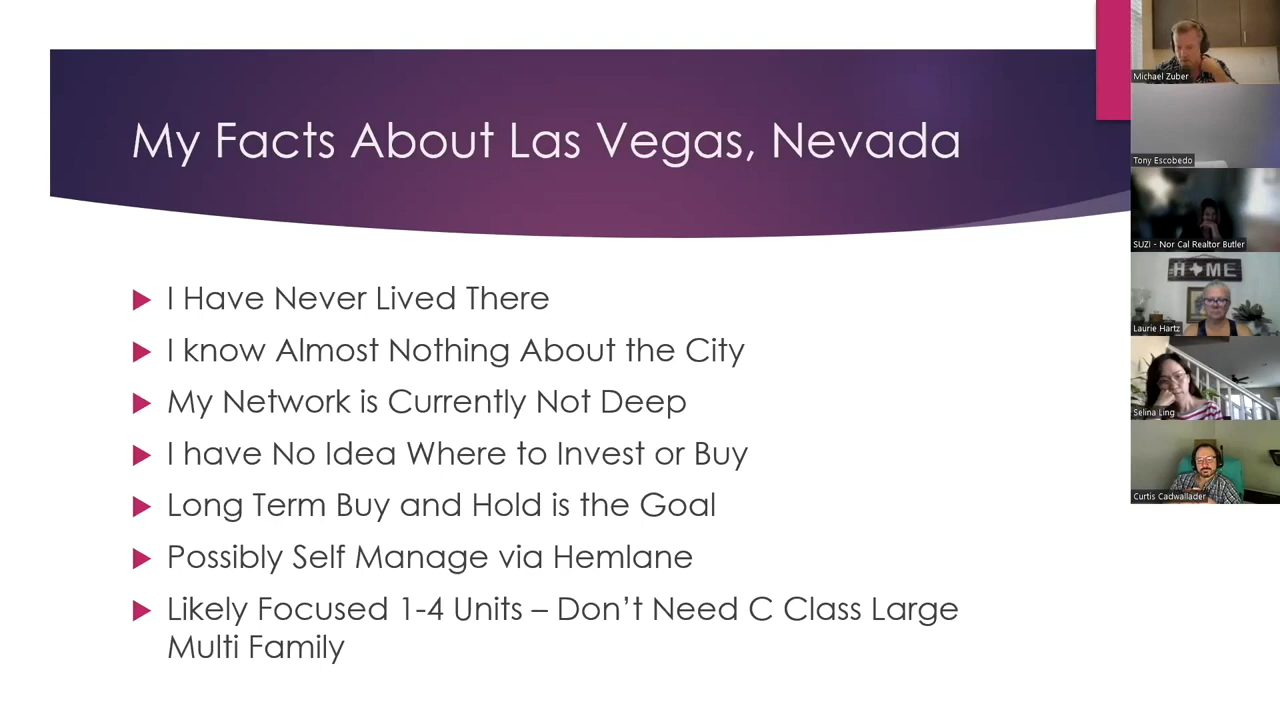 My Facts About Las Vegas, Nevada
I Have Never Lived There
I know Almost Nothing About the City
My Network is Currently Not Deep
I have No Idea Where to Invest or Buy
Long Term Buy and Hold is the Goal
Possibly Self Manage via Hemlane
Likely Focused 1-4 Units – Don't Need C Class Large
Multi Family
Michael Zuber
Tony Escobedo
SUZI - Nor Cal Realtor Butler
HOME
Laurie Hartz
Selina Ling
Curtis Cadwallader